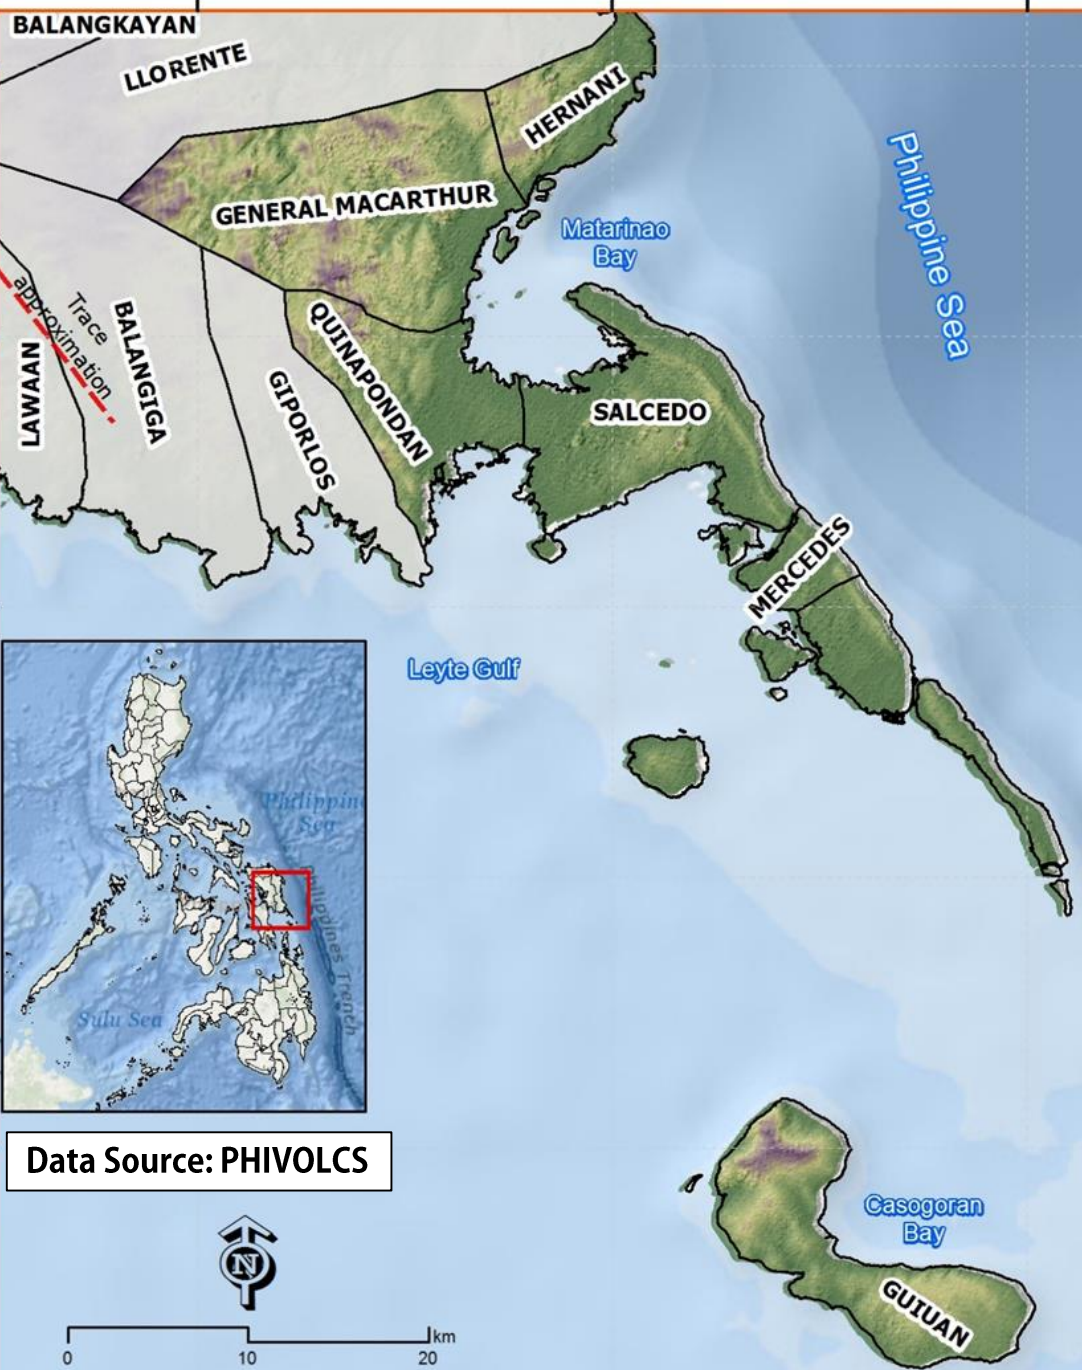 BALANGKAYAN
LLORENTE
HERNANI
GENERAL MACARTHUR
Matarinao
Bay
Philippine Sea
Trace
approximation
LAWAAN
BALANGIGA
GIPORLOS
QUINAPONDAN
SALCEDO
MERCEDES
Leyte Gulf
Philippine
Sea
Philippines Trench
Sulu Sea
Data Source: PHIVOLCS
N
Casogoran
Bay
GUIUAN
km
0 10 20